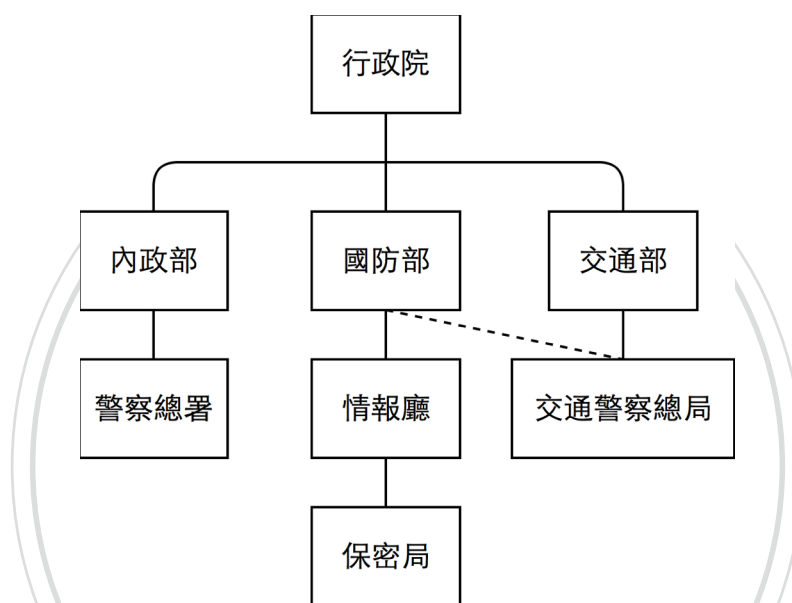 行政院
內政部
國防部
交通部
警察總署
情報廳
交通警察總局
保密局